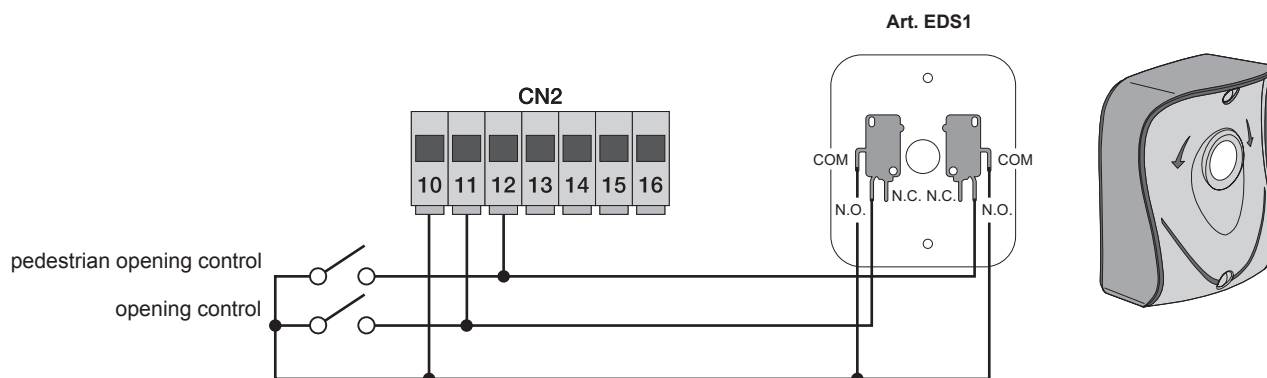 Art. EDS1
CN2
10 11 12 13 14 15 16
COM COM
N.C. N.C.
N.O. N.O.
pedestrian opening control
opening control